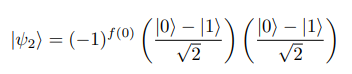 |ψ₂⟩ = (−1)^{f(0)} ( (|0⟩ − |1⟩) / √2 ) ( (|0⟩ − |1⟩) / √2 )